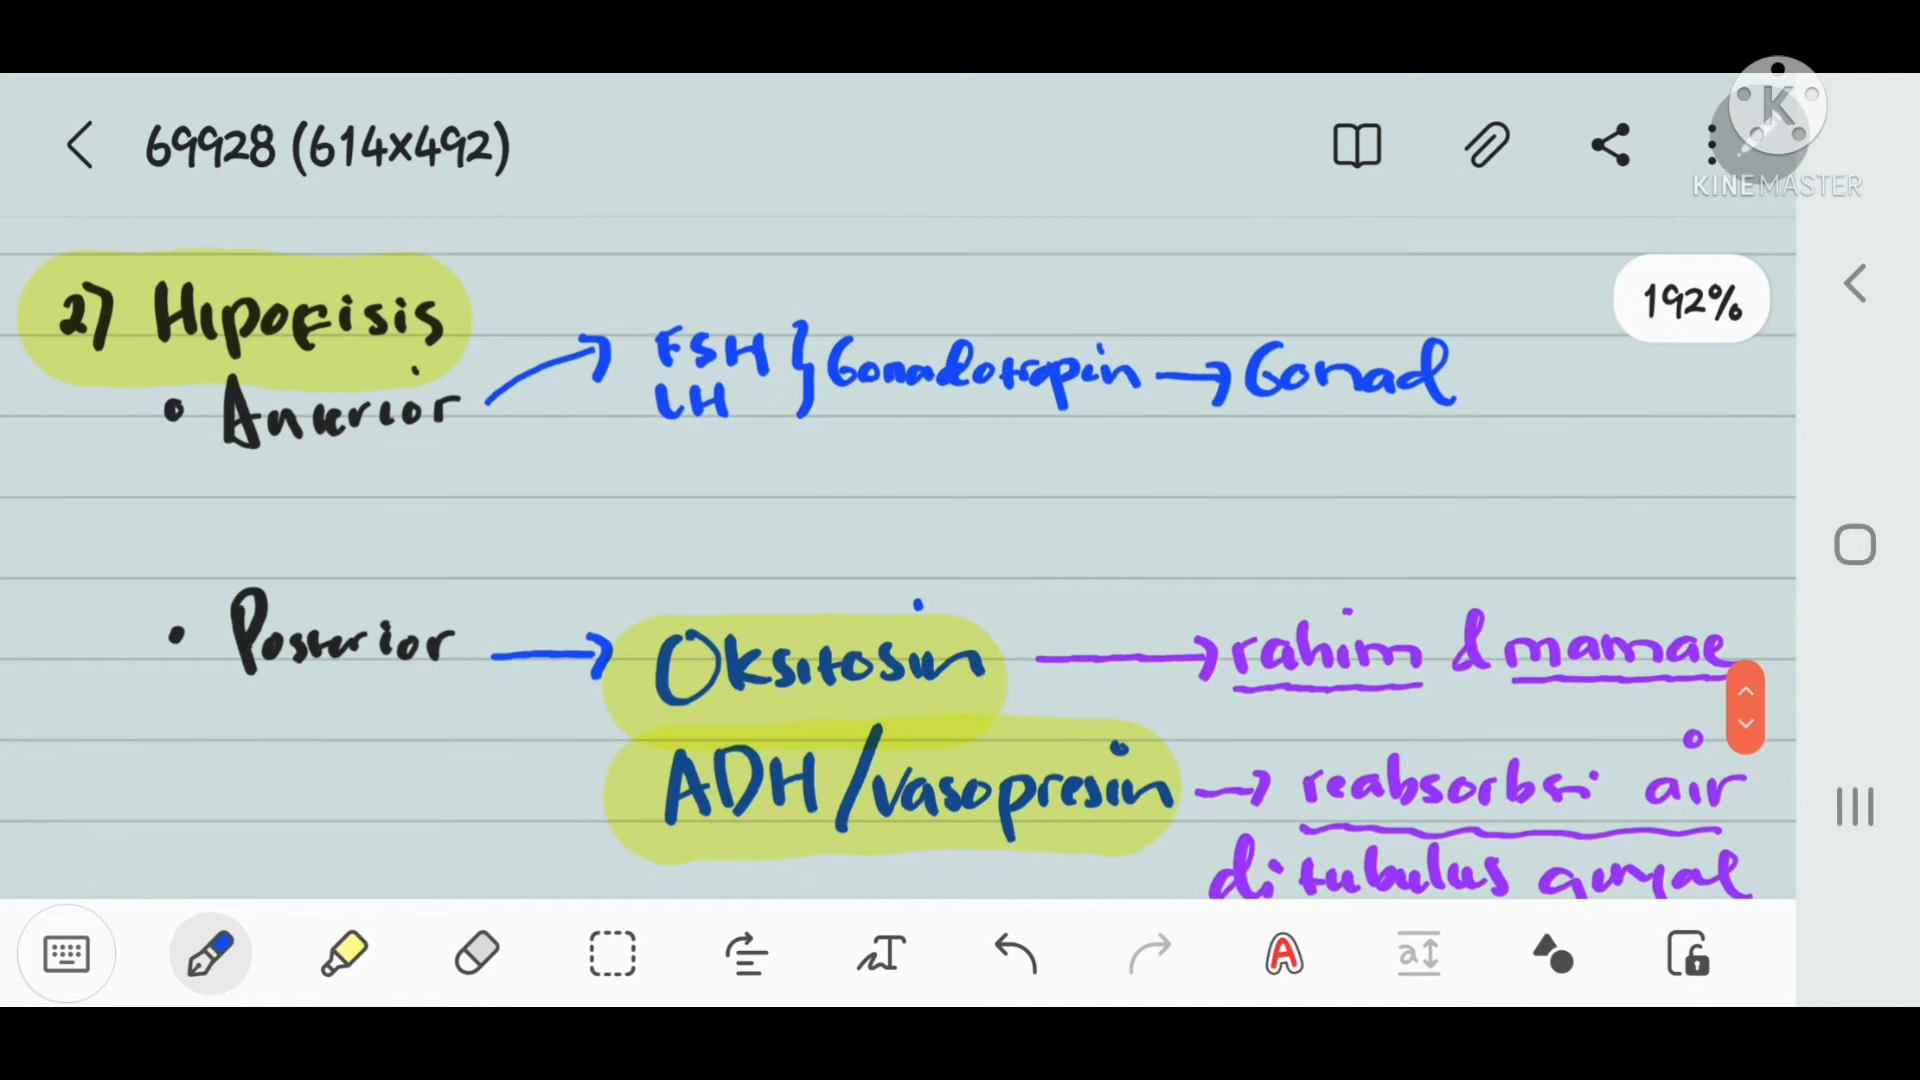 69928 (614x492)
KINEMASTER
192%
2) Hipofisis
• Anterior → FSH LH } Gonadotropin → Gonad
• Posterior → Oksitosin → rahim & mamae
ADH/vasopresin → reabsorbsi air
di tubulus ginjal